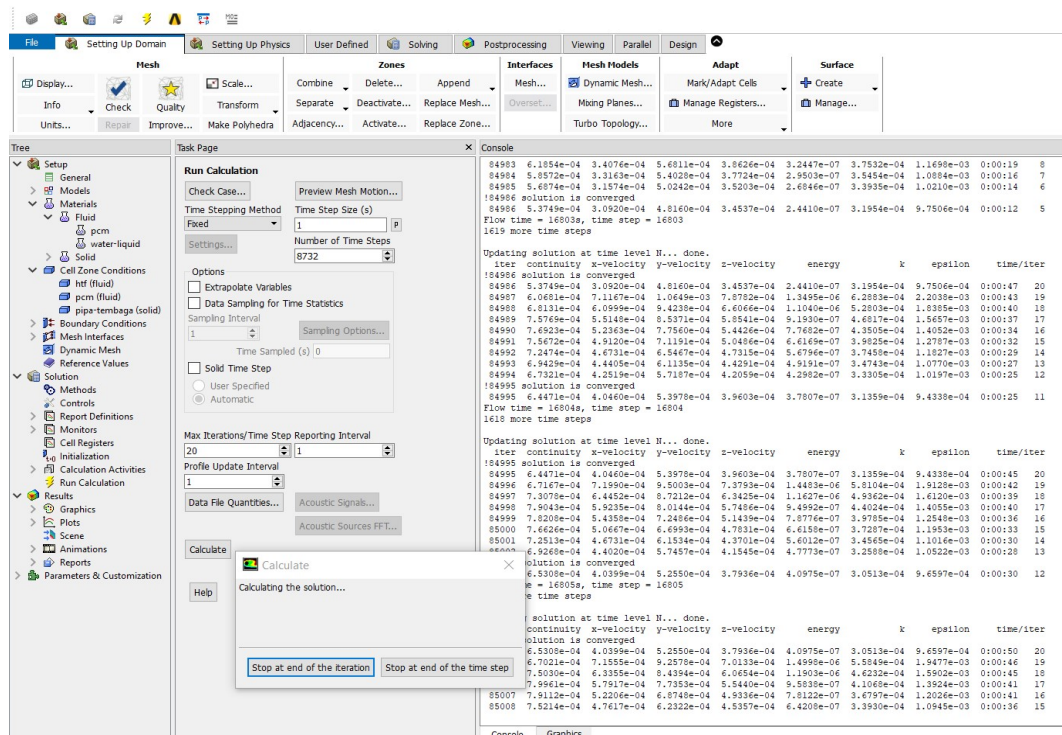 File Setting Up Domain Setting Up Physics User Defined Solving Postprocessing Viewing Parallel Design
Mesh Zones Interfaces Mesh Models Adapt Surface
Display... Scale... Combine Delete... Append Mesh... Dynamic Mesh... Mark/Adapt Cells Create
Info Check Quality Transform Separate Deactivate... Replace Mesh... Overset... Mixing Planes... Manage Registers... Manage...
Units... Repair Improve... Make Polyhedra Adjacency... Activate... Replace Zone... Turbo Topology... More
Tree
Setup
General
Models
Materials
Fluid
pcm
water-liquid
Solid
Cell Zone Conditions
htf (fluid)
pcm (fluid)
pipa-tembaga (solid)
Boundary Conditions
Mesh Interfaces
Dynamic Mesh
Reference Values
Solution
Methods
Controls
Report Definitions
Monitors
Cell Registers
Initialization
Calculation Activities
Run Calculation
Results
Graphics
Plots
Scene
Animations
Reports
Parameters & Customization
Task Page X
Run Calculation
Check Case... Preview Mesh Motion...
Time Stepping Method Time Step Size (s)
Fixed 1 P
Settings... Number of Time Steps
8732
Options
Extrapolate Variables
Data Sampling for Time Statistics
Sampling Interval
1 Sampling Options...
Time Sampled (s) 0
Solid Time Step
User Specified
Automatic
Max Iterations/Time Step Reporting Interval
20 1
Profile Update Interval
1
Data File Quantities... Acoustic Signals...
Acoustic Sources FFT...
Calculate
Help
Calculate
Calculating the solution...
Stop at end of the iteration Stop at end of the time step
Console
84983 6.1854e-04 3.4076e-04 5.6811e-04 3.8626e-04 3.2447e-07 3.7532e-04 1.1698e-03 0:00:19 8
84984 5.8572e-04 3.3163e-04 5.4028e-04 3.7724e-04 2.9503e-07 3.5454e-04 1.0884e-03 0:00:16 7
84985 5.6874e-04 3.1574e-04 5.0242e-04 3.5203e-04 2.6846e-07 3.3935e-04 1.0210e-03 0:00:14 6
!84986 solution is converged
84986 5.3749e-04 3.0920e-04 4.8160e-04 3.4537e-04 2.4410e-07 3.1954e-04 9.7506e-04 0:00:12 5
Flow time = 16803s, time step = 16803
1619 more time steps
Updating solution at time level N... done.
iter continuity x-velocity y-velocity z-velocity energy k epsilon time/iter
!84986 solution is converged
84986 5.3749e-04 3.0920e-04 4.8160e-04 3.4537e-04 2.4410e-07 3.1954e-04 9.7506e-04 0:00:47 20
84987 6.0681e-04 7.1167e-04 1.0649e-03 7.8782e-04 1.3495e-06 6.2883e-04 2.2038e-03 0:00:43 19
84988 6.8131e-04 6.0999e-04 9.4238e-04 6.6066e-04 1.1040e-06 5.2803e-04 1.8385e-03 0:00:40 18
84989 7.5769e-04 5.5148e-04 8.5371e-04 5.8541e-04 9.1930e-07 4.6817e-04 1.5657e-03 0:00:37 17
84990 7.6923e-04 5.2363e-04 7.7560e-04 5.4426e-04 7.7682e-07 4.3505e-04 1.4052e-03 0:00:34 16
84991 7.5672e-04 4.9120e-04 7.1191e-04 5.0486e-04 6.6169e-07 3.9825e-04 1.2787e-03 0:00:32 15
84992 7.2474e-04 4.6731e-04 6.5467e-04 4.7315e-04 5.6796e-07 3.7458e-04 1.1827e-03 0:00:29 14
84993 6.9429e-04 4.4405e-04 6.1135e-04 4.4291e-04 4.9191e-07 3.4743e-04 1.0770e-03 0:00:27 13
84994 6.7321e-04 4.2519e-04 5.7187e-04 4.2059e-04 4.2982e-07 3.3305e-04 1.0197e-03 0:00:25 12
!84995 solution is converged
84995 6.4471e-04 4.0460e-04 5.3978e-04 3.9603e-04 3.7807e-07 3.1359e-04 9.4338e-04 0:00:25 11
Flow time = 16804s, time step = 16804
1618 more time steps
Updating solution at time level N... done.
iter continuity x-velocity y-velocity z-velocity energy k epsilon time/iter
!84995 solution is converged
84995 6.4471e-04 4.0460e-04 5.3978e-04 3.9603e-04 3.7807e-07 3.1359e-04 9.4338e-04 0:00:45 20
84996 6.7167e-04 7.1990e-04 9.5003e-04 7.3793e-04 1.4483e-06 5.8104e-04 1.9128e-03 0:00:42 19
84997 7.3078e-04 6.4452e-04 8.7212e-04 6.3425e-04 1.1627e-06 4.9362e-04 1.6120e-03 0:00:39 18
84998 7.9043e-04 5.9235e-04 8.0144e-04 5.7486e-04 9.4992e-07 4.4024e-04 1.4055e-03 0:00:40 17
84999 7.8208e-04 5.4358e-04 7.2486e-04 5.1439e-04 7.8776e-07 3.9785e-04 1.2548e-03 0:00:36 16
85000 7.6626e-04 5.0667e-04 6.6993e-04 4.7831e-04 6.6158e-07 3.7287e-04 1.1953e-03 0:00:33 15
85001 7.2513e-04 4.6731e-04 6.1534e-04 4.3701e-04 5.6012e-07 3.4565e-04 1.1016e-03 0:00:30 14
6.9268e-04 4.4020e-04 5.7457e-04 4.1545e-04 4.7773e-07 3.2588e-04 1.0522e-03 0:00:28 13
olution is converged
6.5308e-04 4.0399e-04 5.2550e-04 3.7936e-04 4.0975e-07 3.0513e-04 9.6597e-04 0:00:30 12
e = 16805s, time step = 16805
e time steps
solution at time level N... done.
continuity x-velocity y-velocity z-velocity energy k epsilon time/iter
olution is converged
6.5308e-04 4.0399e-04 5.2550e-04 3.7936e-04 4.0975e-07 3.0513e-04 9.6597e-04 0:00:50 20
6.7021e-04 7.1555e-04 9.2578e-04 7.0133e-04 1.4998e-06 5.5849e-04 1.9477e-03 0:00:46 19
7.5030e-04 6.3355e-04 8.4394e-04 6.0654e-04 1.1903e-06 4.6232e-04 1.5902e-03 0:00:45 18
7.9961e-04 5.7917e-04 7.7353e-04 5.5440e-04 9.5838e-07 4.1068e-04 1.3924e-03 0:00:41 17
85007 7.9112e-04 5.2206e-04 6.8748e-04 4.9336e-04 7.8122e-07 3.6797e-04 1.2026e-03 0:00:41 16
85008 7.5214e-04 4.7617e-04 6.2322e-04 4.5357e-04 6.4208e-07 3.3930e-04 1.0945e-03 0:00:36 15
Console Graphics